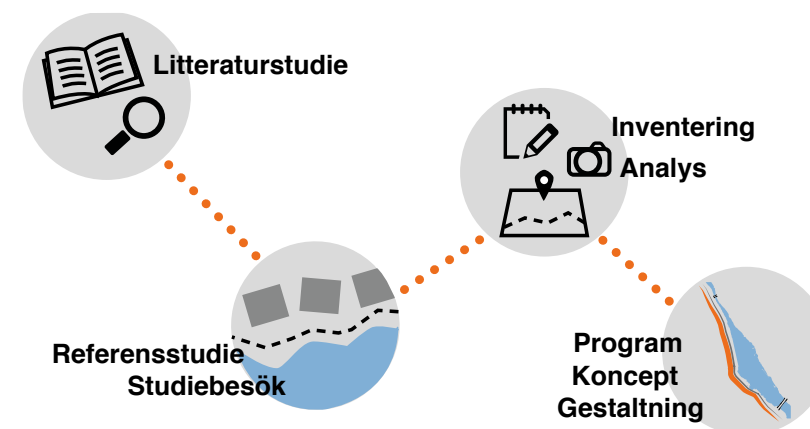 Litteraturstudie
Referensstudie
Studiebesök
Inventering
Analys
Program
Koncept
Gestaltning